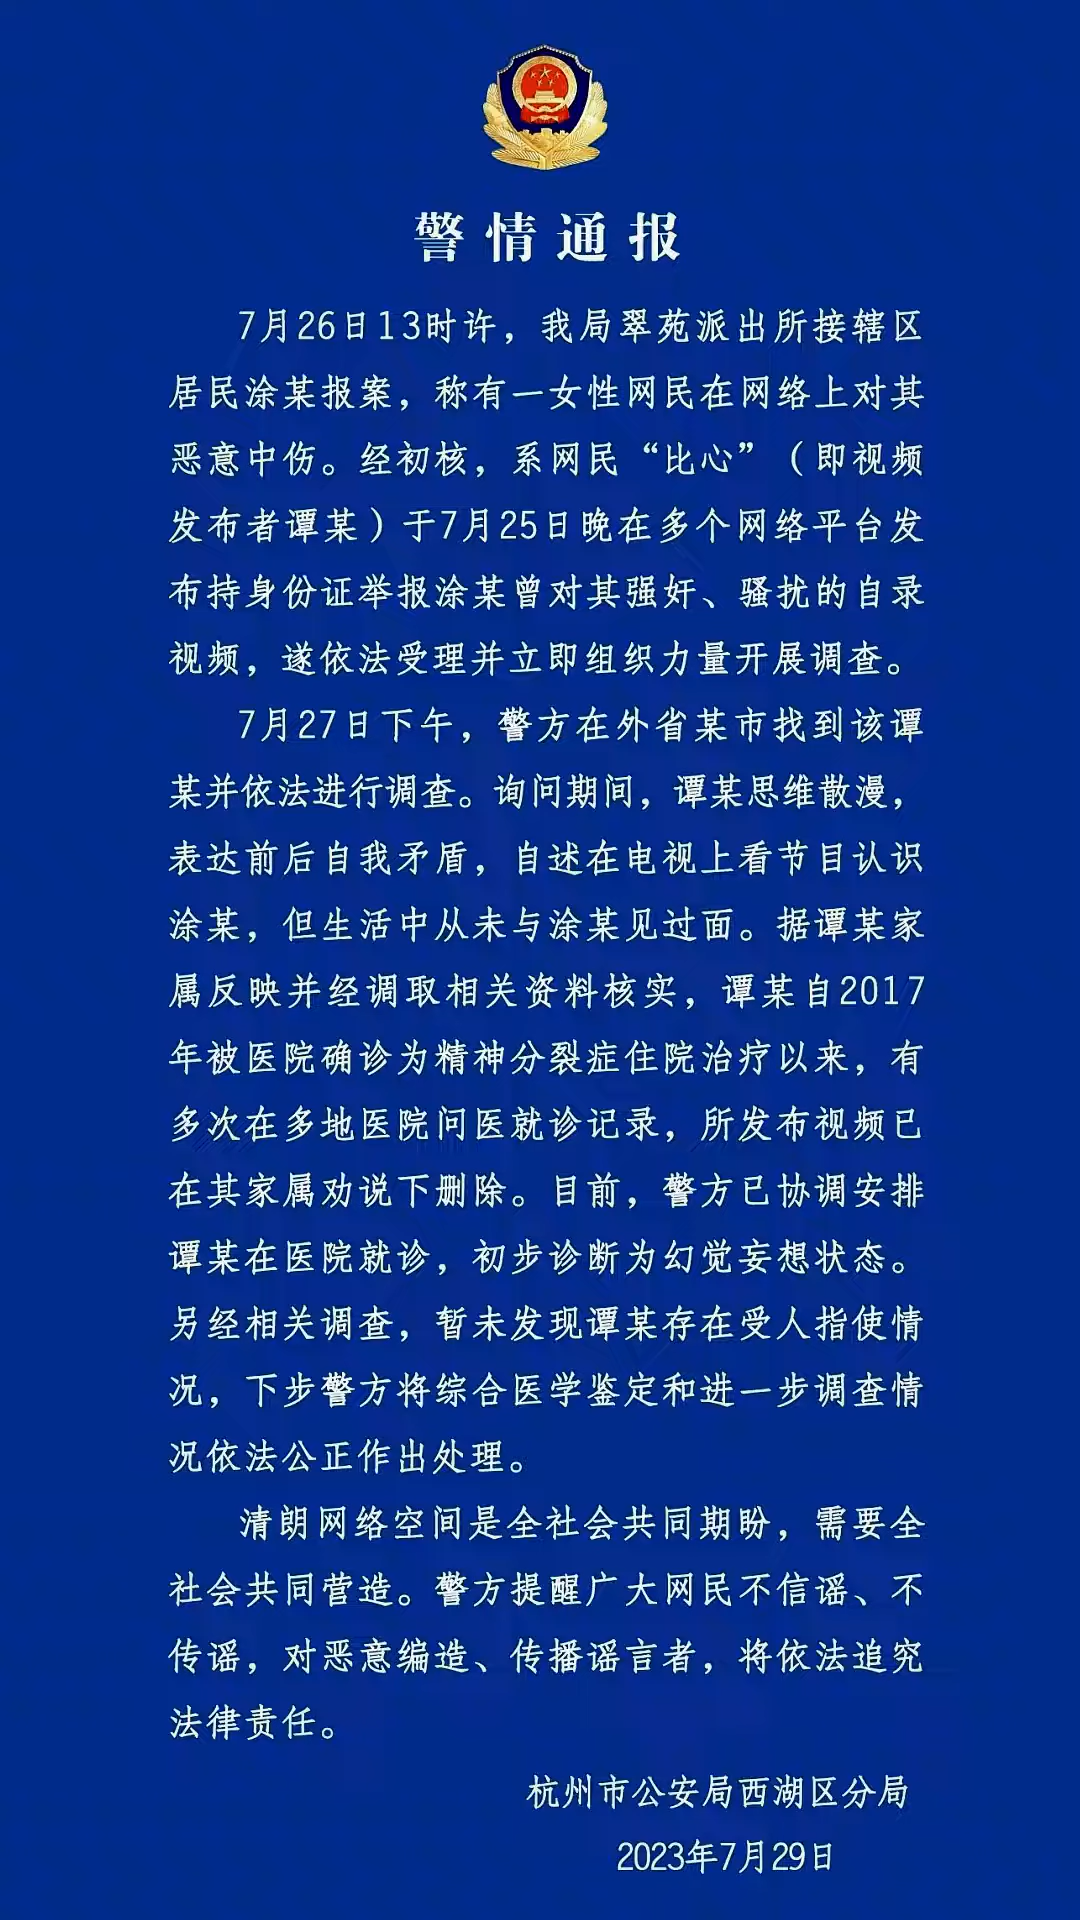 警情通报
7月26日13时许，我局翠苑派出所接辖区
居民涂某报案，称有一女性网民在网络上对其
恶意中伤。经初核，系网民“比心”（即视频
发布者谭某）于7月25日晚在多个网络平台发
布持身份证举报涂某曾对其强奸、骚扰的自录
视频，遂依法受理并立即组织力量开展调查。
7月27日下午，警方在外省某市找到该谭
某并依法进行调查。询问期间，谭某思维散漫，
表达前后自我矛盾，自述在电视上看节目认识
涂某，但生活中从未与涂某见过面。据谭某家
属反映并经调取相关资料核实，谭某自2017
年被医院确诊为精神分裂症住院治疗以来，有
多次在多地医院问医就诊记录，所发布视频已
在其家属劝说下删除。目前，警方已协调安排
谭某在医院就诊，初步诊断为幻觉妄想状态。
另经相关调查，暂未发现谭某存在受人指使情
况，下步警方将综合医学鉴定和进一步调查情
况依法公正作出处理。
清朗网络空间是全社会共同期盼，需要全
社会共同营造。警方提醒广大网民不信谣、不
传谣，对恶意编造、传播谣言者，将依法追究
法律责任。
杭州市公安局西湖区分局
2023年7月29日